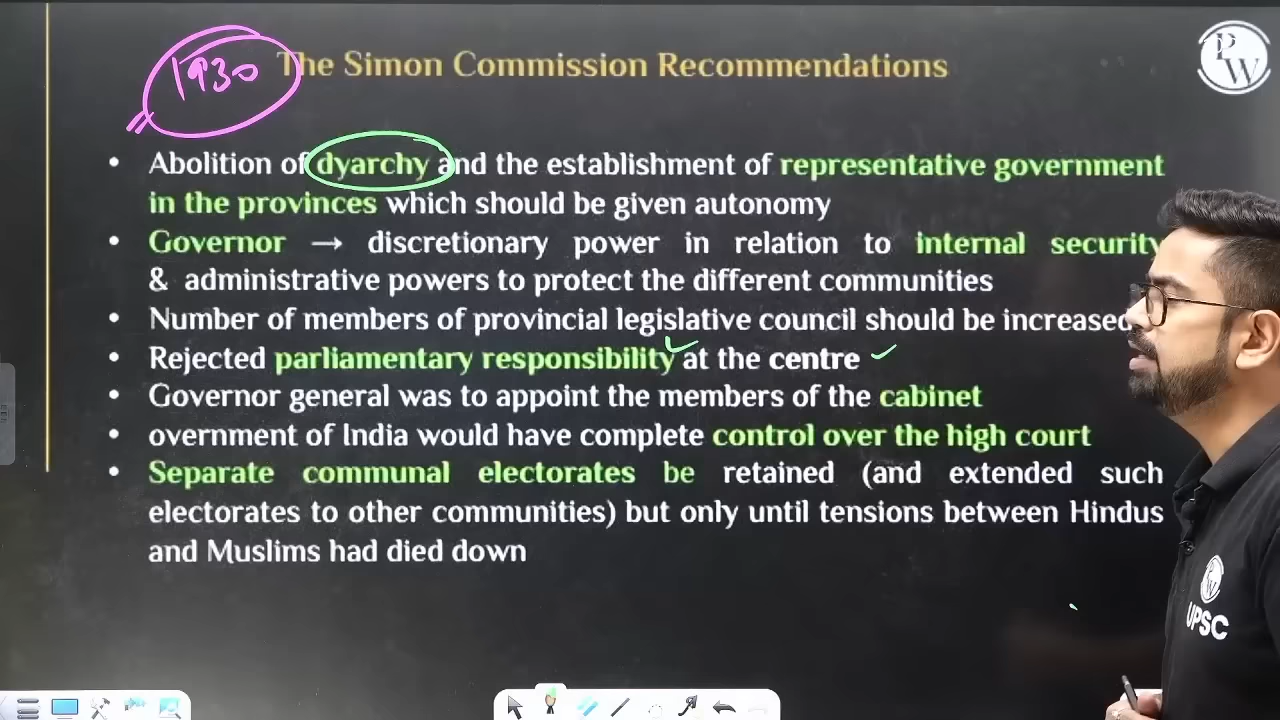 1930
The Simon Commission Recommendations
PW
• Abolition of dyarchy and the establishment of representative government
in the provinces which should be given autonomy
• Governor → discretionary power in relation to internal security
& administrative powers to protect the different communities
• Number of members of provincial legislative council should be increased
• Rejected parliamentary responsibility at the centre
• Governor general was to appoint the members of the cabinet
• overnment of India would have complete control over the high court
• Separate communal electorates be retained (and extended such
electorates to other communities) but only until tensions between Hindus
and Muslims had died down
PW
UPSC